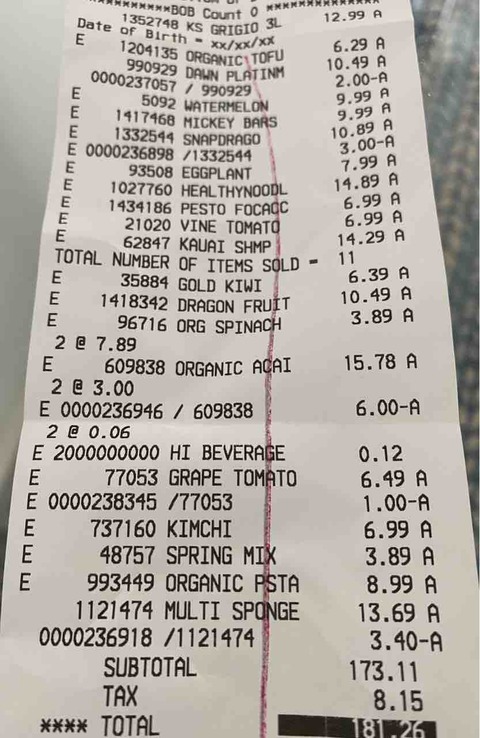 **********BOB Count 0 **************
1352748 KS GRIGIO 3L 12.99 A
Date of Birth = xx/xx/xx
E 1204135 ORGANIC TOFU 6.29 A
990929 DAWN PLATINM 10.49 A
0000237057 / 990929 2.00-A
E 5092 WATERMELON 9.99 A
E 1417468 MICKEY BARS 9.99 A
E 1332544 SNAPDRAGO 10.89 A
E 0000236898 /1332544 3.00-A
E 93508 EGGPLANT 7.99 A
E 1027760 HEALTHYNOODL 14.89 A
E 1434186 PESTO FOCACC 6.99 A
E 21020 VINE TOMATO 6.99 A
E 62847 KAUAI SHMP 14.29 A
TOTAL NUMBER OF ITEMS SOLD = 11
E 35884 GOLD KIWI 6.39 A
E 1418342 DRAGON FRUIT 10.49 A
E 96716 ORG SPINACH 3.89 A
2 @ 7.89
E 609838 ORGANIC ACAI 15.78 A
2 @ 3.00
E 0000236946 / 609838 6.00-A
2 @ 0.06
E 2000000000 HI BEVERAGE 0.12
E 77053 GRAPE TOMATO 6.49 A
E 0000238345 /77053 1.00-A
E 737160 KIMCHI 6.99 A
E 48757 SPRING MIX 3.89 A
E 993449 ORGANIC PSTA 8.99 A
1121474 MULTI SPONGE 13.69 A
0000236918 /1121474 3.40-A
SUBTOTAL 173.11
TAX 8.15
**** TOTAL 181.26